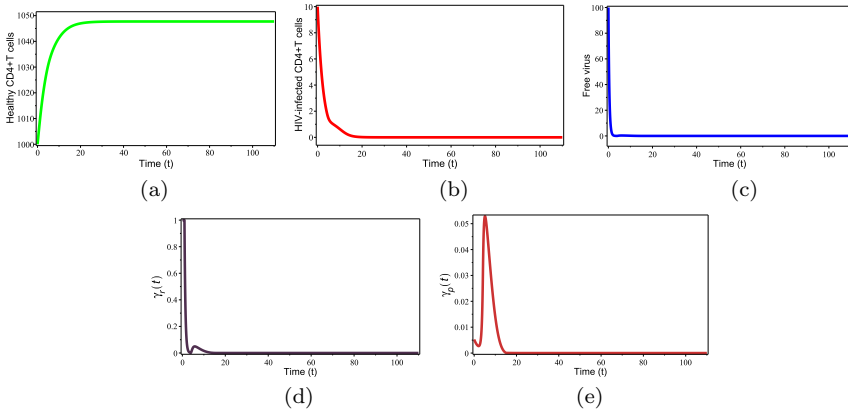 Healthy CD4+T cells
1050
1040
1030
1020
1010
1000
0 20 40 60 80 100
Time (t)
(a)
HIV-infected CD4+T cells
10
8
6
4
2
0
0 20 40 60 80 100
Time (t)
(b)
Free virus
100
80
60
40
20
0
0 20 40 60 80 100
Time (t)
(c)
γr(t)
1
0.8
0.6
0.4
0.2
0
0 20 40 60 80 100
Time (t)
(d)
γp(t)
0.05
0.04
0.03
0.02
0.01
0
0 20 40 60 80 100
Time (t)
(e)